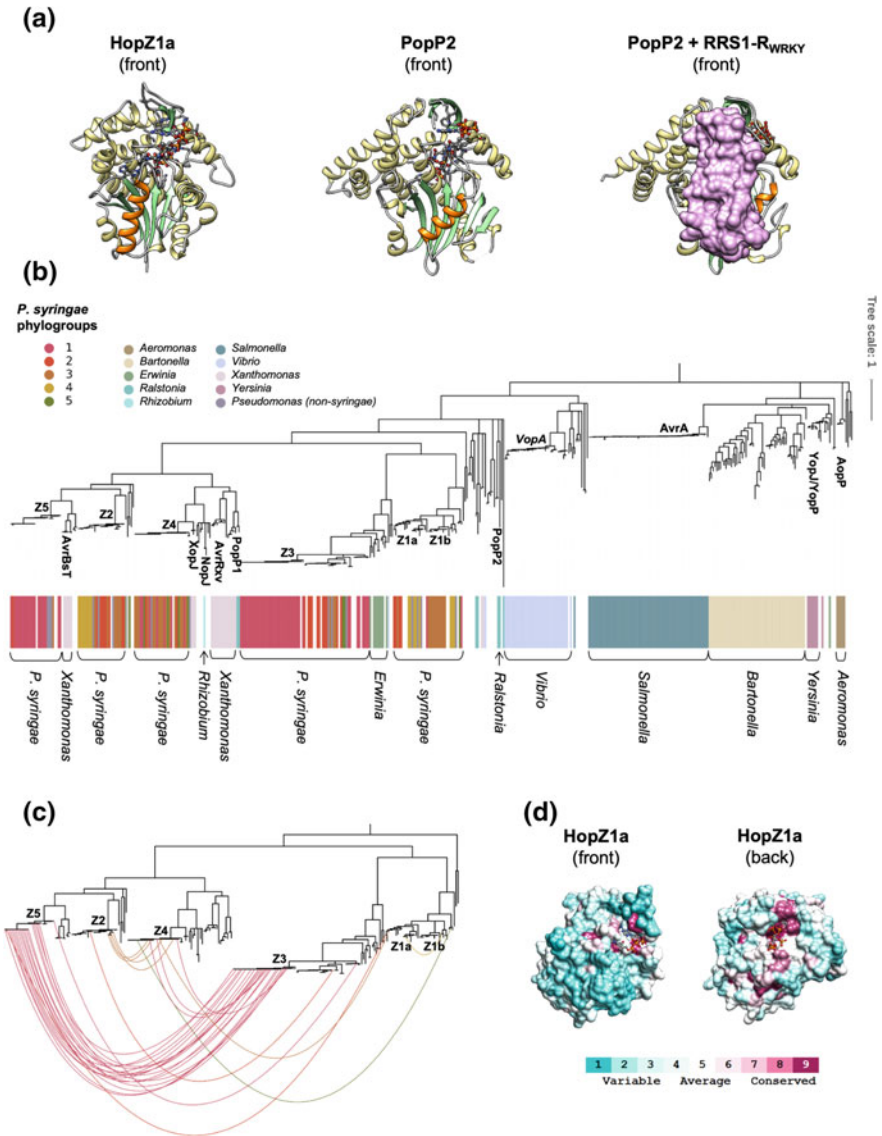 (a)
HopZ1a
(front)
PopP2
(front)
PopP2 + RRS1-RWRKY
(front)
(b)
P. syringae
phylogroups
1
2
3
4
5
Aeromonas
Bartonella
Erwinia
Ralstonia
Rhizobium
Salmonella
Vibrio
Xanthomonas
Yersinia
Pseudomonas (non-syringae)
Tree scale: 1
Z5
AvrBsT
Z2
Z4
XopJ
NopJ
AvrRxv
PopP1
Z3
Z1a
Z1b
PopP2
VopA
AvrA
YopJ/YopP
AopP
P. syringae
Xanthomonas
P. syringae
P. syringae
Rhizobium
Xanthomonas
P. syringae
Erwinia
P. syringae
Ralstonia
Vibrio
Salmonella
Bartonella
Yersinia
Aeromonas
(c)
Z5
Z2
Z4
Z3
Z1a
Z1b
(d)
HopZ1a
(front)
HopZ1a
(back)
1 2 3 4 5 6 7 8 9
Variable Average Conserved